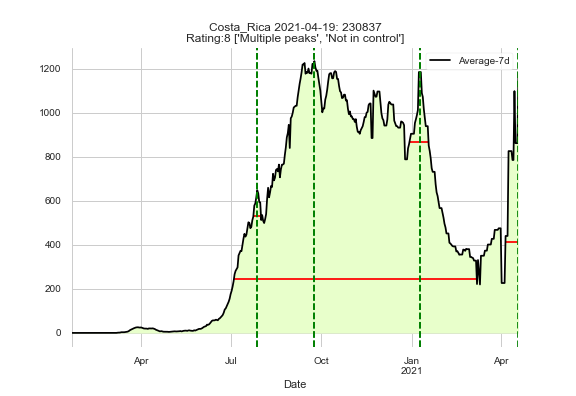 Costa_Rica 2021-04-19: 230837
Rating:8 ['Multiple peaks', 'Not in control']
Average-7d
1200
1000
800
600
400
200
0
Apr
Jul
Oct
Jan
2021
Apr
Date